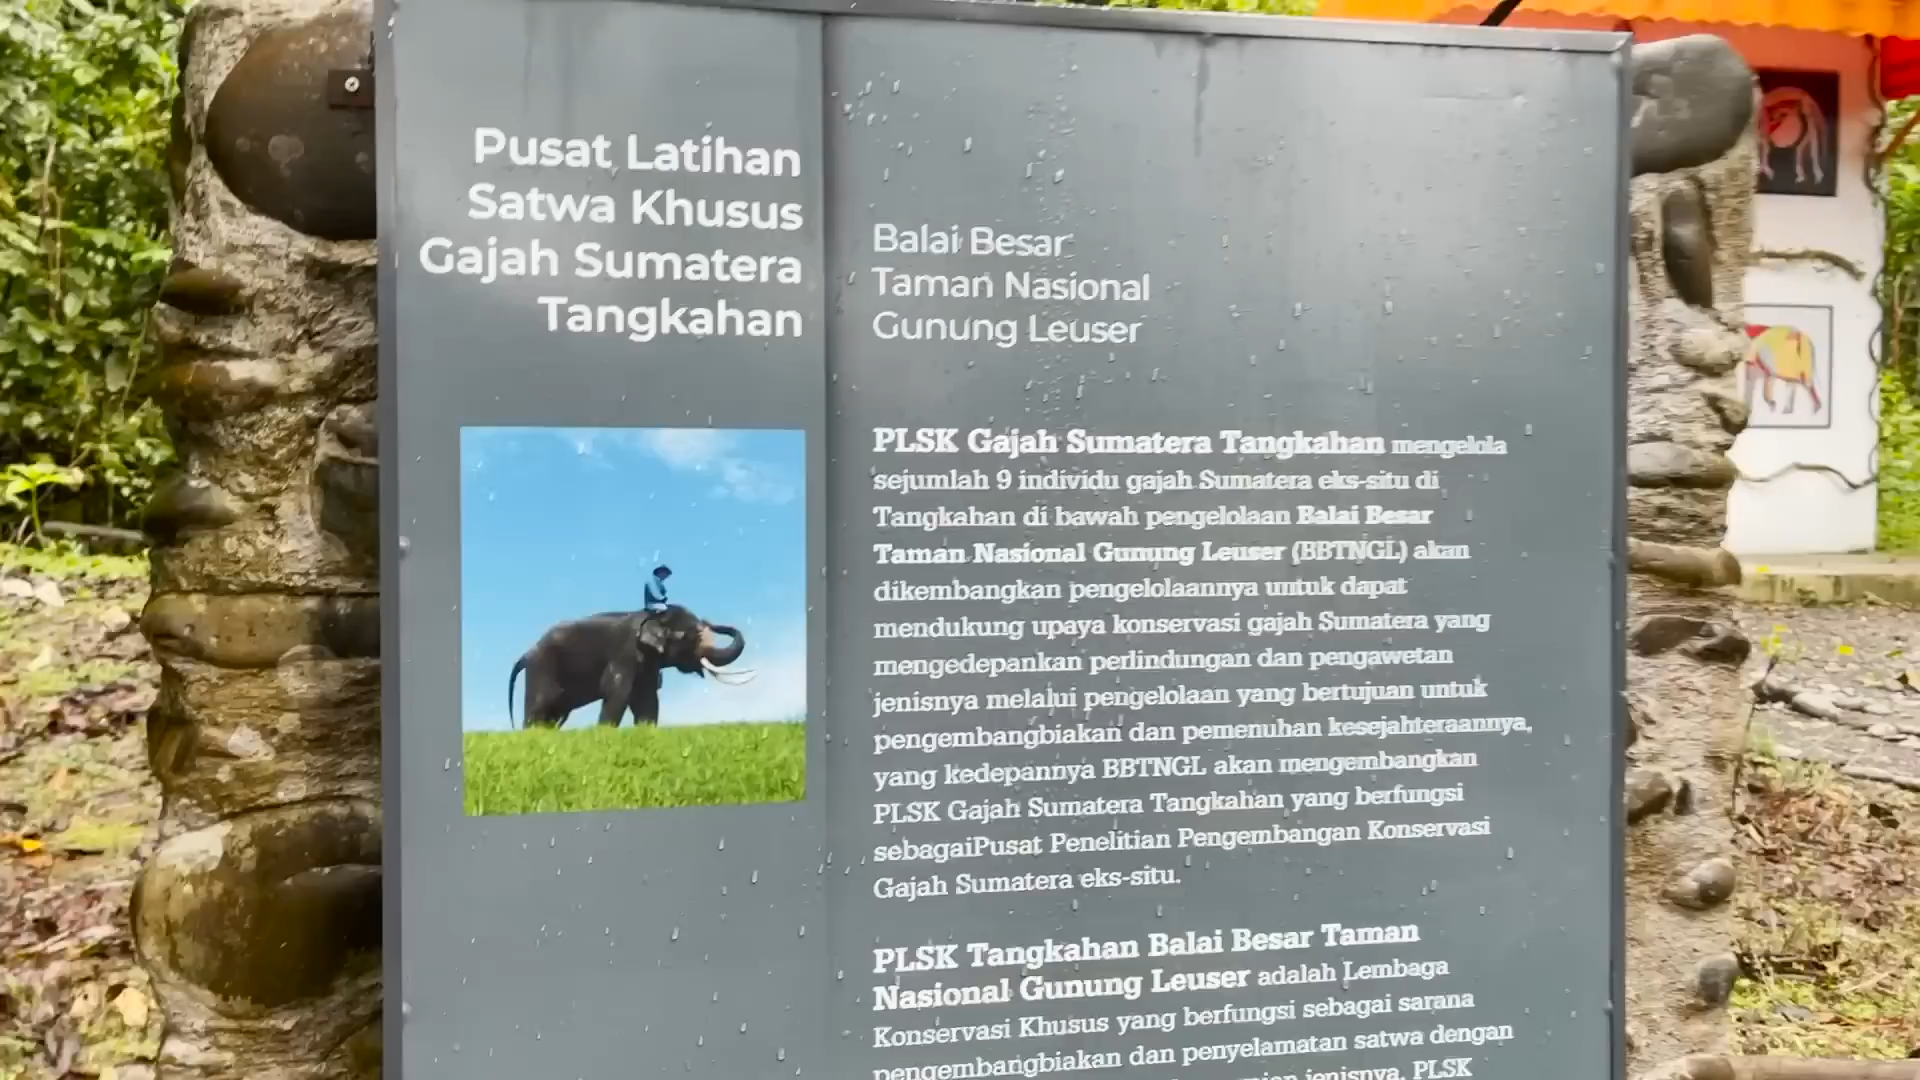 Pusat Latihan
Satwa Khusus
Gajah Sumatera
Tangkahan
Balai Besar
Taman Nasional
Gunung Leuser
PLSK Gajah Sumatera Tangkahan mengelola
sejumlah 9 individu gajah Sumatera eks-situ di
Tangkahan di bawah pengelolaan Balai Besar
Taman Nasional Gunung Leuser (BBTNGL) akan
dikembangkan pengelolaannya untuk dapat
mendukung upaya konservasi gajah Sumatera yang
mengedepankan perlindungan dan pengawetan
jenisnya melalui pengelolaan yang bertujuan untuk
pengembangbiakan dan pemenuhan kesejahteraannya,
yang kedepannya BBTNGL akan mengembangkan
PLSK Gajah Sumatera Tangkahan yang berfungsi
sebagaiPusat Penelitian Pengembangan Konservasi
Gajah Sumatera eks-situ.
PLSK Tangkahan Balai Besar Taman
Nasional Gunung Leuser adalah Lembaga
Konservasi Khusus yang berfungsi sebagai sarana
pengembangbiakan dan penyelamatan satwa dengan
jenisnya. PLSK